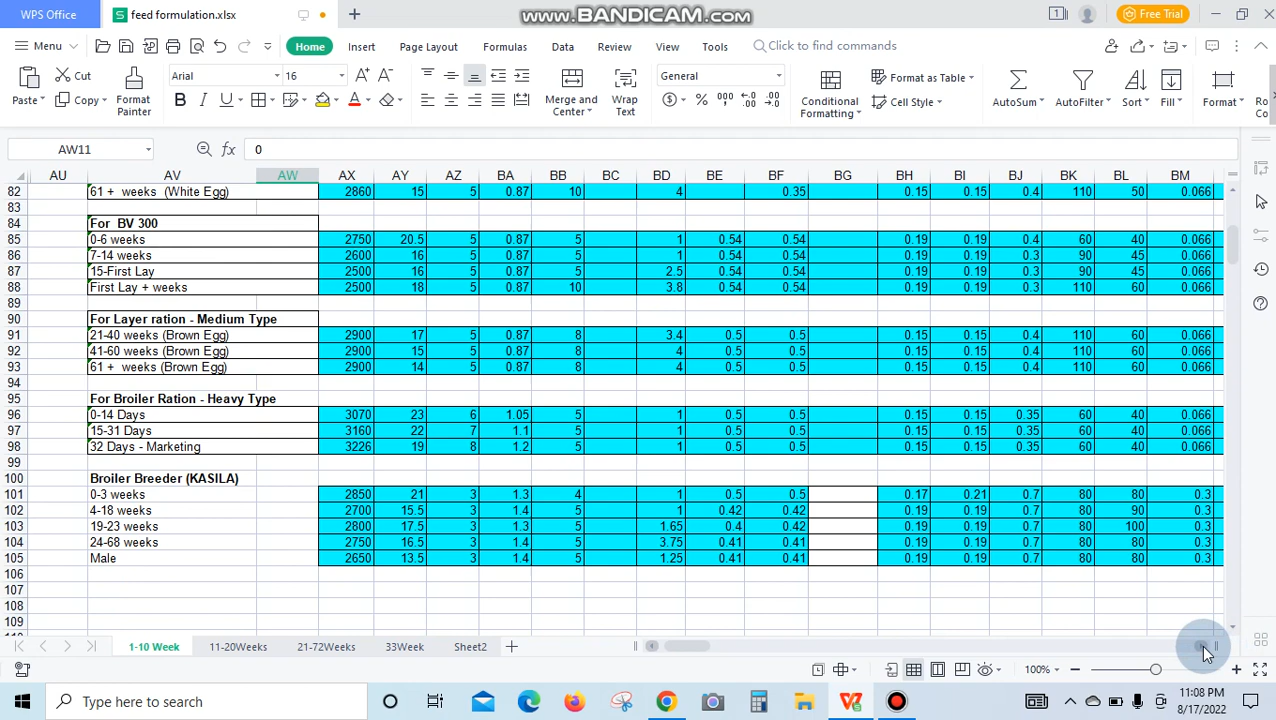 www.BANDICAM.com
WPS Office feed formulation.xlsx 1 Free Trial
Menu Home Insert Page Layout Formulas Data Review View Tools Click to find commands
Cut Arial 16 General Format as Table
Paste Copy Format Painter Merge and Center Wrap Text Conditional Formatting Cell Style AutoSum AutoFilter Sort Fill Format Ro Co
AW11 0
AU AV AW AX AY AZ BA BB BC BD BE BF BG BH BI BJ BK BL BM
82 61 + weeks (White Egg) 2860 15 5 0.87 10 4 0.35 0.15 0.15 0.4 110 50 0.066
83
84 For BV 300
85 0-6 weeks 2750 20.5 5 0.87 5 1 0.54 0.54 0.19 0.19 0.4 60 40 0.066
86 7-14 weeks 2600 16 5 0.87 5 1 0.54 0.54 0.19 0.19 0.3 90 45 0.066
87 15-First Lay 2500 16 5 0.87 5 2.5 0.54 0.54 0.19 0.19 0.3 90 45 0.066
88 First Lay + weeks 2500 18 5 0.87 10 3.8 0.54 0.54 0.19 0.19 0.3 110 60 0.066
89
90 For Layer ration - Medium Type
91 21-40 weeks (Brown Egg) 2900 17 5 0.87 8 3.4 0.5 0.5 0.15 0.15 0.4 110 60 0.066
92 41-60 weeks (Brown Egg) 2900 15 5 0.87 8 4 0.5 0.5 0.15 0.15 0.4 110 60 0.066
93 61 + weeks (Brown Egg) 2900 14 5 0.87 8 4 0.5 0.5 0.15 0.15 0.4 110 60 0.066
94
95 For Broiler Ration - Heavy Type
96 0-14 Days 3070 23 6 1.05 5 1 0.5 0.5 0.15 0.15 0.35 60 40 0.066
97 15-31 Days 3160 22 7 1.1 5 1 0.5 0.5 0.15 0.15 0.35 60 40 0.066
98 32 Days - Marketing 3226 19 8 1.2 5 1 0.5 0.5 0.15 0.15 0.35 60 40 0.066
99
100 Broiler Breeder (KASILA)
101 0-3 weeks 2850 21 3 1.3 4 1 0.5 0.5 0.17 0.21 0.7 80 80 0.3
102 4-18 weeks 2700 15.5 3 1.4 5 1 0.42 0.42 0.19 0.19 0.7 80 90 0.3
103 19-23 weeks 2800 17.5 3 1.3 5 1.65 0.4 0.42 0.19 0.19 0.7 80 100 0.3
104 24-68 weeks 2750 16.5 3 1.4 5 3.75 0.41 0.41 0.19 0.19 0.7 80 80 0.3
105 Male 2650 13.5 3 1.4 5 1.25 0.41 0.41 0.19 0.19 0.7 80 80 0.3
106
107
108
109
1-10 Week 11-20Weeks 21-72Weeks 33Week Sheet2
100%
Type here to search 11:08 PM
8/17/2022